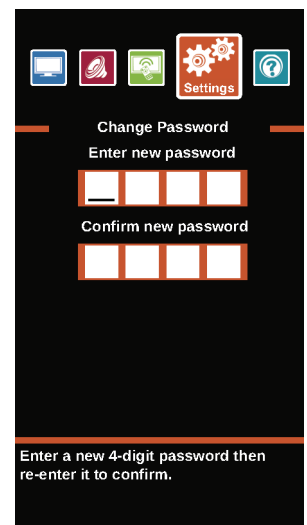 Settings
Change Password
Enter new password
Confirm new password
Enter a new 4-digit password then
re-enter it to confirm.